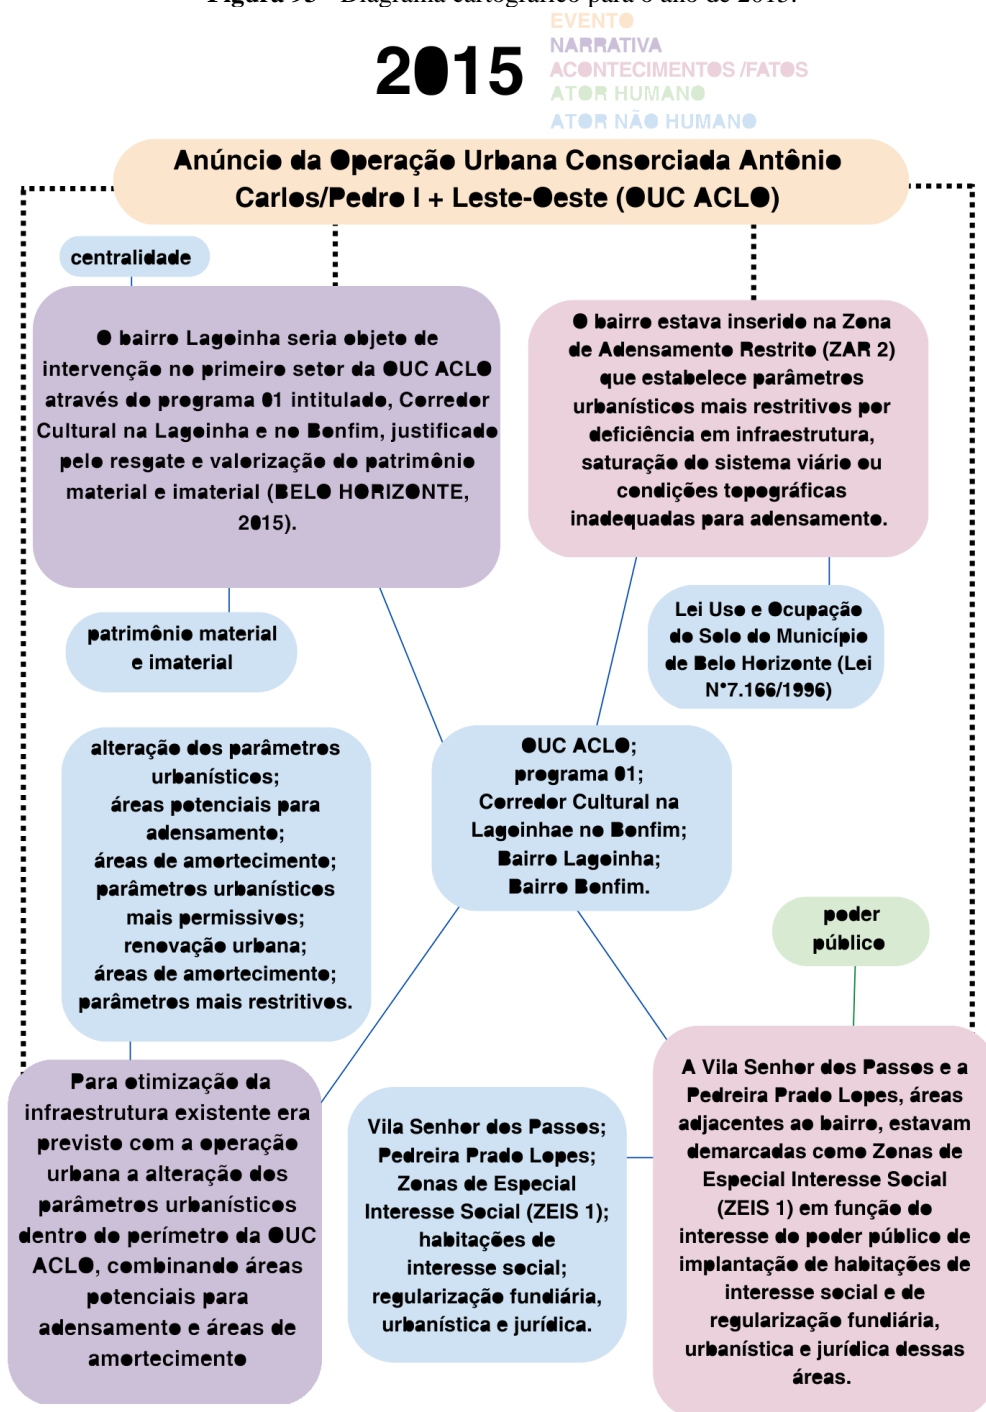 Figura 93 - Diagrama cartográfico para o ano de 2015.
2015
EVENTO
NARRATIVA
ACONTECIMENTOS /FATOS
ATOR HUMANO
ATOR NÃO HUMANO
Anúncio da Operação Urbana Consorciada Antônio
Carlos/Pedro I + Leste-Oeste (OUC ACLO)
centralidade
O bairro Lagoinha seria objeto de
intervenção no primeiro setor da OUC ACLO
através do programa 01 intitulado, Corredor
Cultural na Lagoinha e no Bonfim, justificado
pelo resgate e valorização do patrimônio
material e imaterial (BELO HORIZONTE,
2015).
O bairro estava inserido na Zona
de Adensamento Restrito (ZAR 2)
que estabelece parâmetros
urbanísticos mais restritivos por
deficiência em infraestrutura,
saturação do sistema viário ou
condições topográficas
inadequadas para adensamento.
patrimônio material
e imaterial
Lei Uso e Ocupação
do Solo do Município
de Belo Horizonte (Lei
N°7.166/1996)
alteração dos parâmetros
urbanísticos;
áreas potenciais para
adensamento;
áreas de amortecimento;
parâmetros urbanísticos
mais permissivos;
renovação urbana;
áreas de amortecimento;
parâmetros mais restritivos.
OUC ACLO;
programa 01;
Corredor Cultural na
Lagoinhae no Bonfim;
Bairro Lagoinha;
Bairro Bonfim.
poder
público
Para otimização da
infraestrutura existente era
previsto com a operação
urbana a alteração dos
parâmetros urbanísticos
dentro do perímetro da OUC
ACLO, combinando áreas
potenciais para
adensamento e áreas de
amortecimento
Vila Senhor dos Passos;
Pedreira Prado Lopes;
Zonas de Especial
Interesse Social (ZEIS 1);
habitações de
interesse social;
regularização fundiária,
urbanística e jurídica.
A Vila Senhor dos Passos e a
Pedreira Prado Lopes, áreas
adjacentes ao bairro, estavam
demarcadas como Zonas de
Especial Interesse Social
(ZEIS 1) em função do
interesse do poder público de
implantação de habitações de
interesse social e de
regularização fundiária,
urbanística e jurídica dessas
áreas.